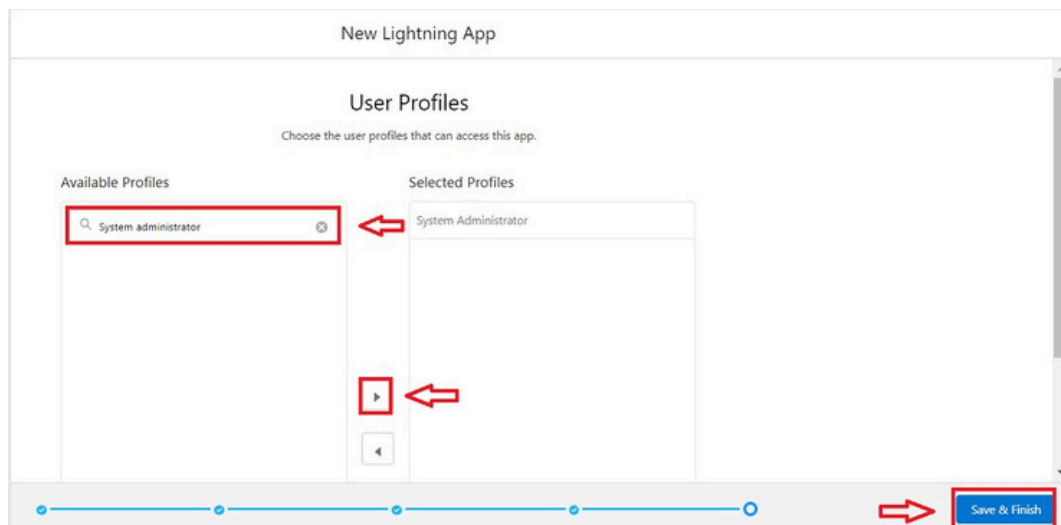 New Lightning App
User Profiles
Choose the user profiles that can access this app.
Available Profiles
Selected Profiles
System administrator
System Administrator
Save & Finish